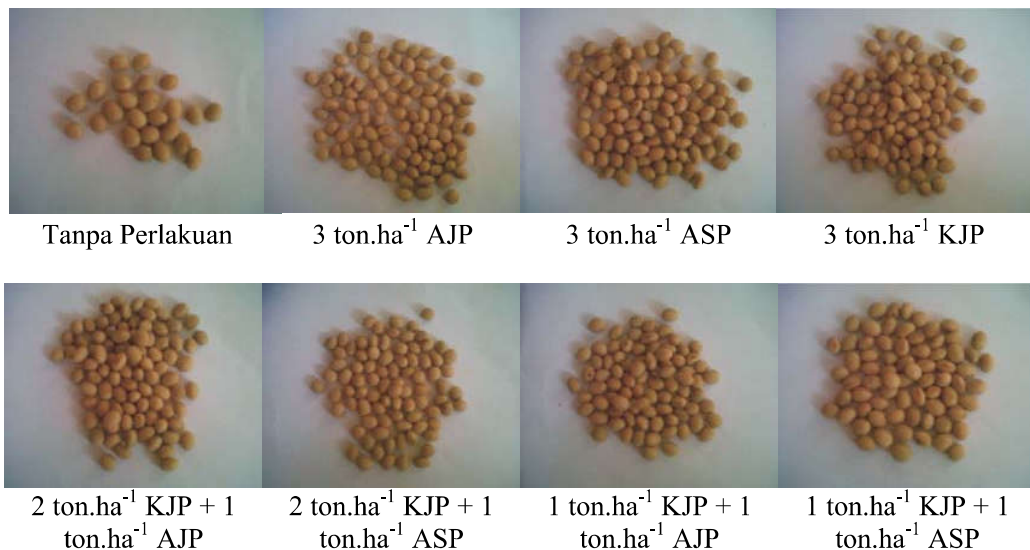 Tanpa Perlakuan
3 ton.ha⁻¹ AJP
3 ton.ha⁻¹ ASP
3 ton.ha⁻¹ KJP
2 ton.ha⁻¹ KJP + 1
ton.ha⁻¹ AJP
2 ton.ha⁻¹ KJP + 1
ton.ha⁻¹ ASP
1 ton.ha⁻¹ KJP + 1
ton.ha⁻¹ AJP
1 ton.ha⁻¹ KJP + 1
ton.ha⁻¹ ASP